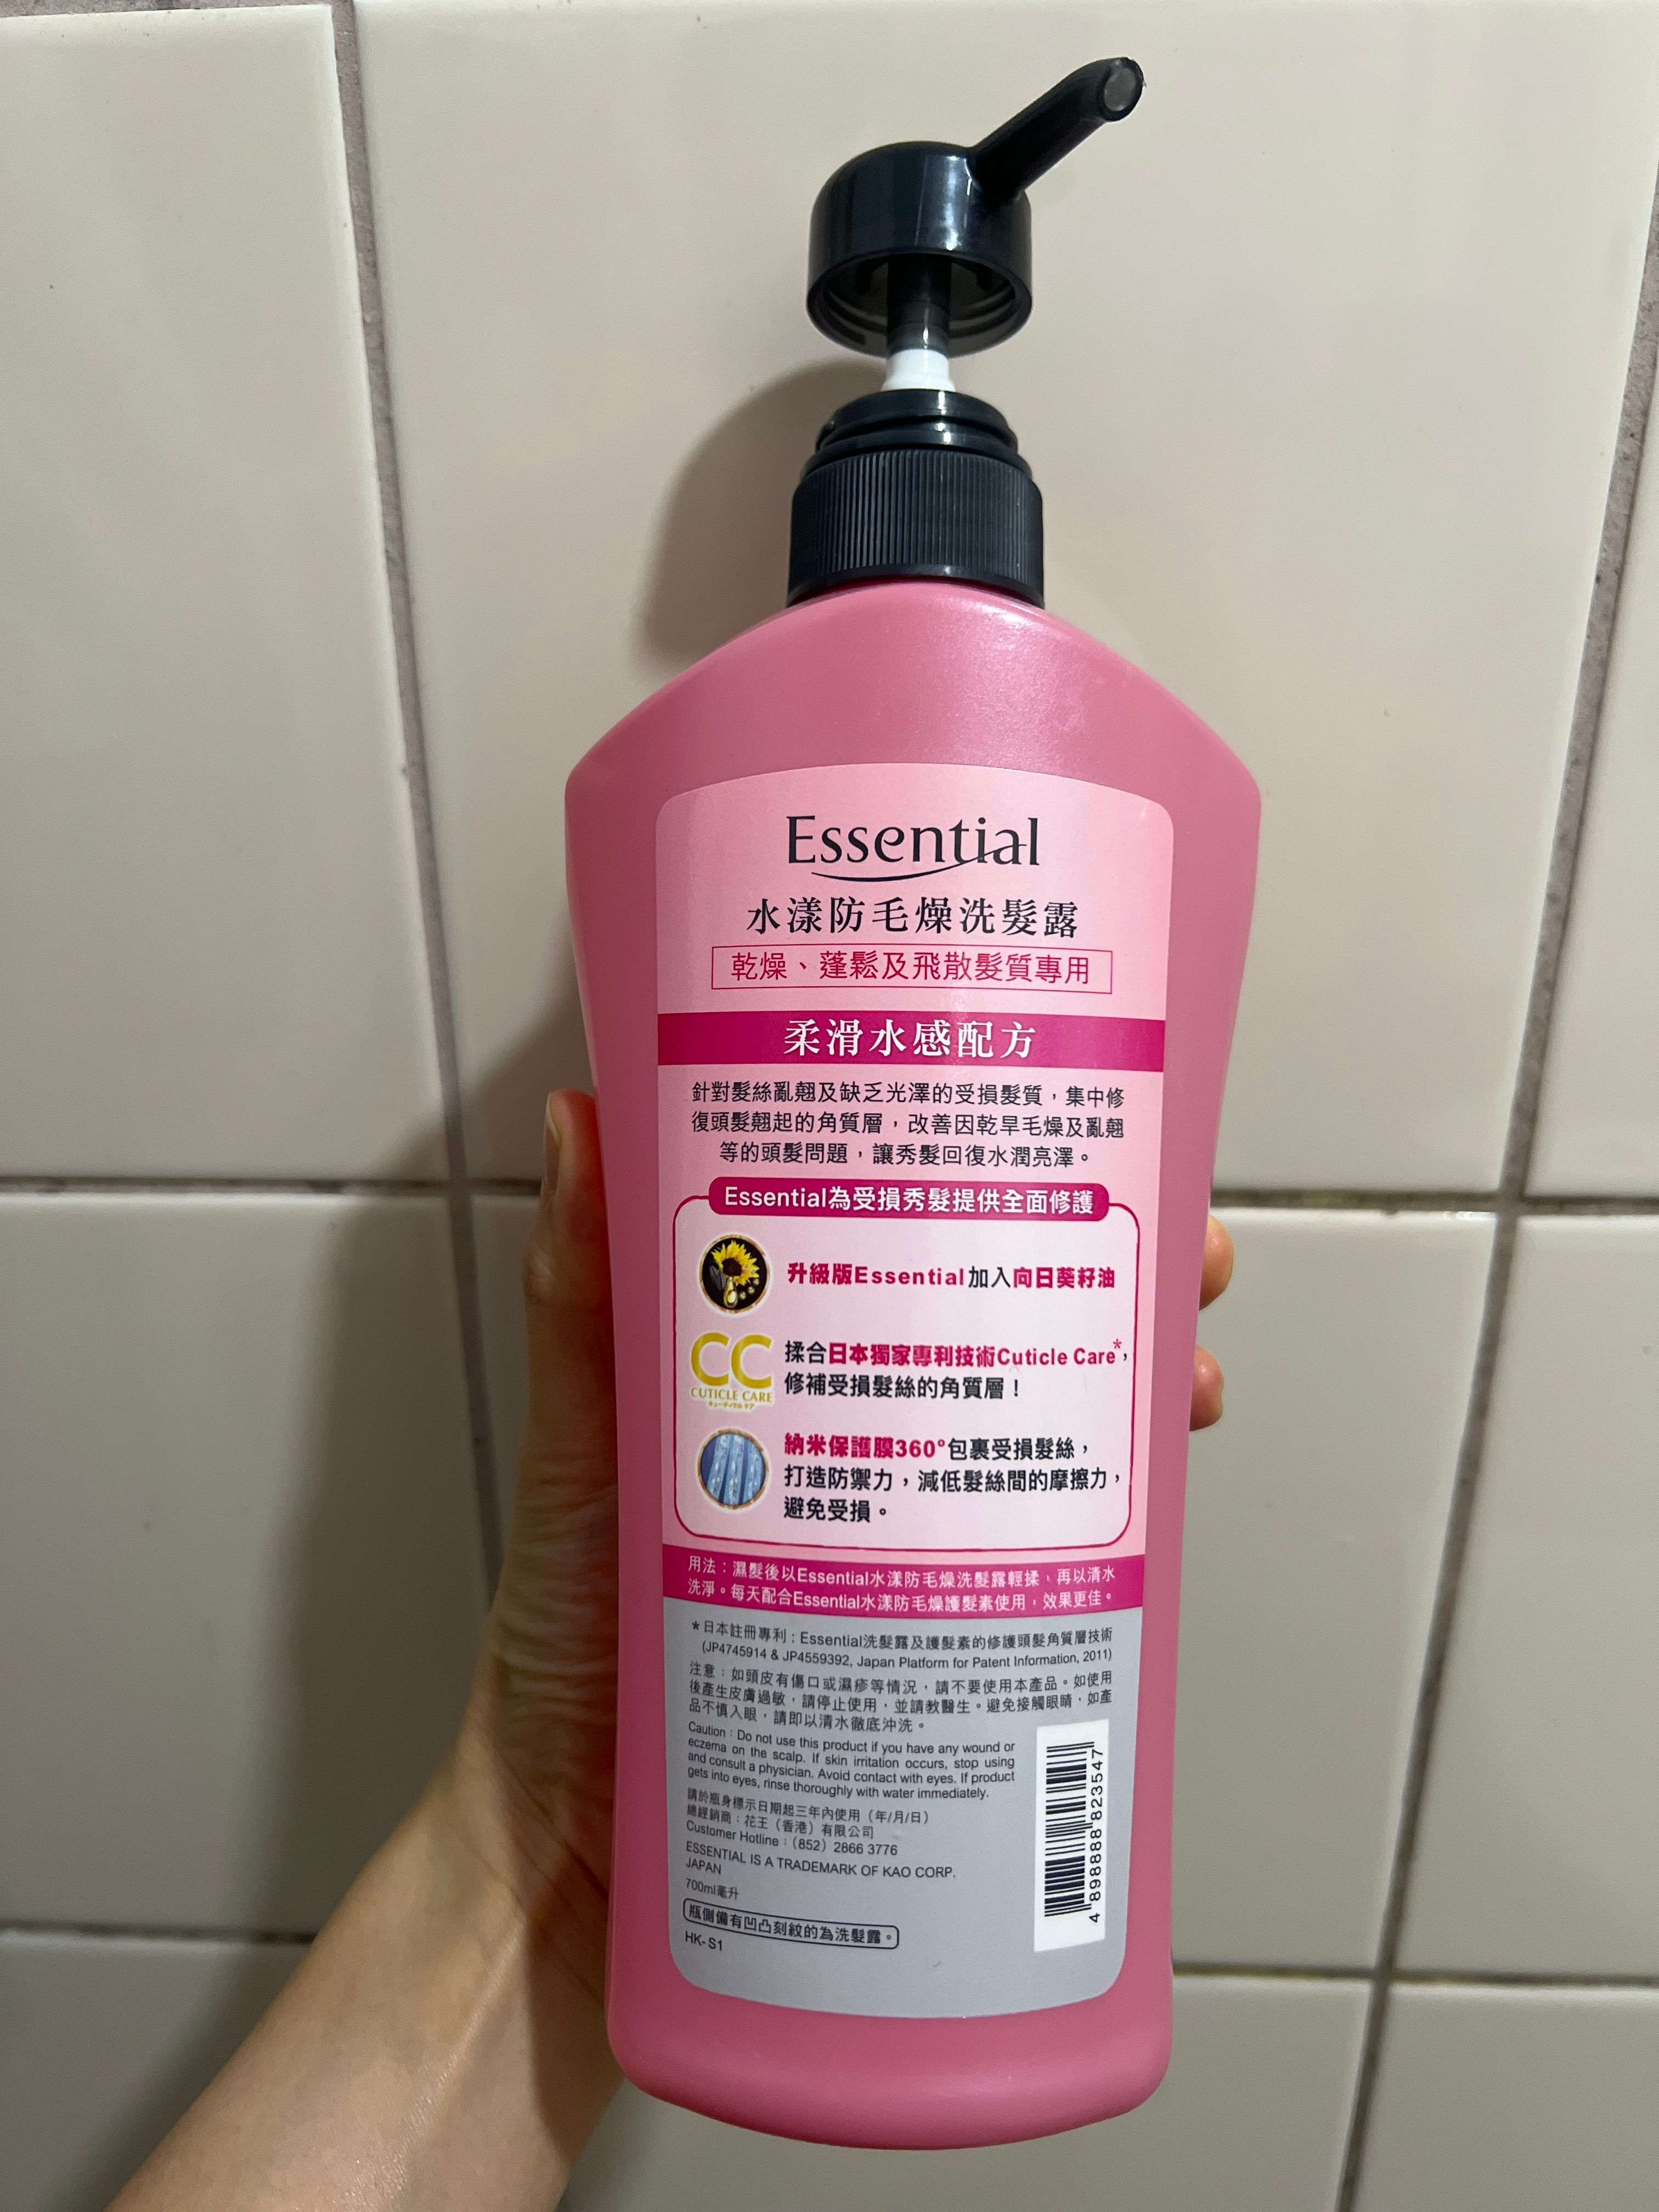 Essential
水漾防毛燥洗髮露
乾燥、蓬鬆及飛散髮質專用
柔滑水感配方
針對髮絲亂翹及缺乏光澤的受損髮質，集中修
復頭髮翹起的角質層，改善因乾旱毛燥及亂翹
等的頭髮問題，讓秀髮回復水潤亮澤。
Essential為受損秀髮提供全面修護
升級版Essential加入向日葵籽油
CC
CUTICLE CARE
キューティクル ケア
揉合日本獨家專利技術Cuticle Care*，
修補受損髮絲的角質層！
納米保護膜360°包裹受損髮絲，
打造防禦力，減低髮絲間的摩擦力，
避免受損。
用法：濕髮後以Essential水漾防毛燥洗髮露輕揉，再以清水
洗淨。每天配合Essential水漾防毛燥護髮素使用，效果更佳。
*日本註冊專利：Essential洗髮露及護髮素的修護頭髮角質層技術
(JP4745914 & JP4559392, Japan Platform for Patent Information, 2011)
注意：如頭皮有傷口或濕疹等情況，請不要使用本產品。如使用
後產生皮膚過敏，請停止使用，並請教醫生。避免接觸眼睛，如產
品不慎入眼，請即以清水徹底沖洗。
Caution : Do not use this product if you have any wound or
eczema on the scalp. If skin irritation occurs, stop using
and consult a physician. Avoid contact with eyes. If product
gets into eyes, rinse thoroughly with water immediately.
請於瓶身標示日期起三年內使用（年/月/日）
總經銷商：花王（香港）有限公司
Customer Hotline :（852）2866 3776
ESSENTIAL IS A TRADEMARK OF KAO CORP.
JAPAN
700ml毫升
瓶側備有凹凸刻紋的為洗髮露。
HK- S1
4 898888 823547